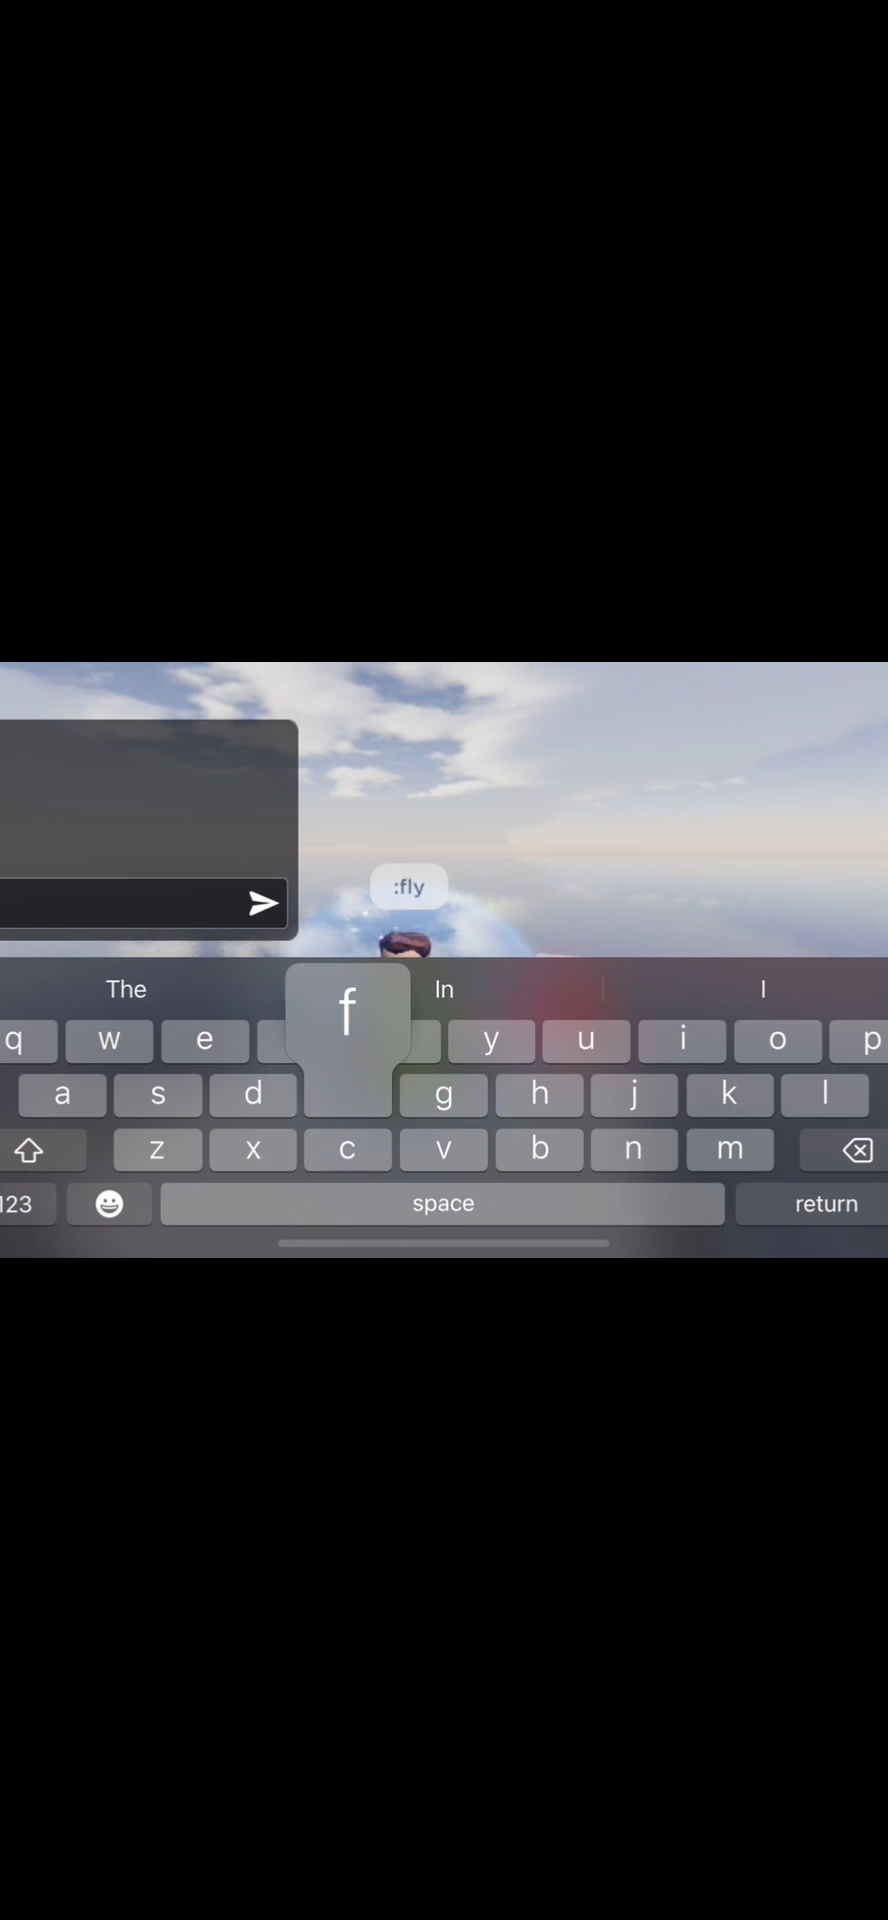 :fly
The In I
f
q w e y u i o p
a s d g h j k l
z x c v b n m
123 space return